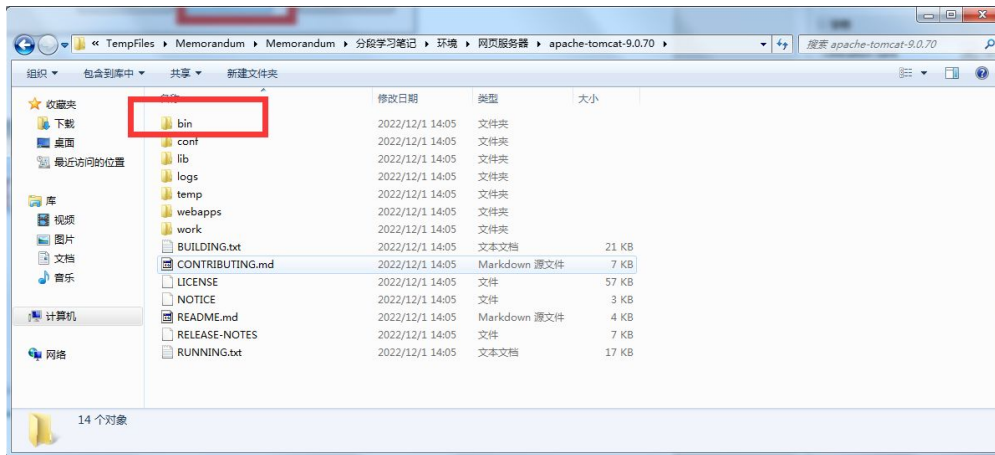 « TempFiles ▸ Memorandum ▸ Memorandum ▸ 分段学习笔记 ▸ 环境 ▸ 网页服务器 ▸ apache-tomcat-9.0.70 ▸
搜索 apache-tomcat-9.0.70
组织 包含到库中 共享 新建文件夹
修改日期 类型 大小
收藏夹
下载
桌面
最近访问的位置
库
视频
图片
文档
音乐
计算机
网络
bin 2022/12/1 14:05 文件夹
conf 2022/12/1 14:05 文件夹
lib 2022/12/1 14:05 文件夹
logs 2022/12/1 14:05 文件夹
temp 2022/12/1 14:05 文件夹
webapps 2022/12/1 14:05 文件夹
work 2022/12/1 14:05 文件夹
BUILDING.txt 2022/12/1 14:05 文本文档 21 KB
CONTRIBUTING.md 2022/12/1 14:05 Markdown 源文件 7 KB
LICENSE 2022/12/1 14:05 文件 57 KB
NOTICE 2022/12/1 14:05 文件 3 KB
README.md 2022/12/1 14:05 Markdown 源文件 4 KB
RELEASE-NOTES 2022/12/1 14:05 文件 7 KB
RUNNING.txt 2022/12/1 14:05 文本文档 17 KB
14 个对象